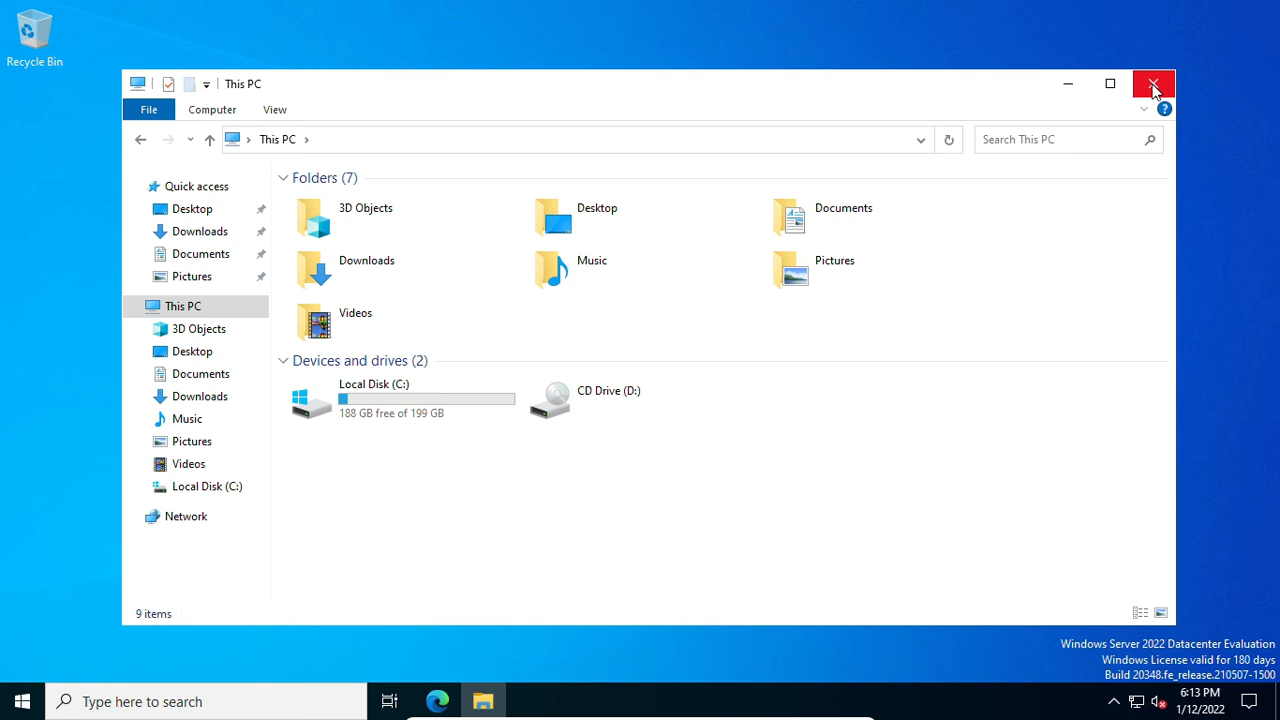 Recycle Bin
This PC
File
Computer
View
This PC
Search This PC
Quick access
Desktop
Downloads
Documents
Pictures
This PC
3D Objects
Desktop
Documents
Downloads
Music
Pictures
Videos
Local Disk (C:)
Network
Folders (7)
3D Objects
Desktop
Documents
Downloads
Music
Pictures
Videos
Devices and drives (2)
Local Disk (C:)
188 GB free of 199 GB
CD Drive (D:)
9 items
Windows Server 2022 Datacenter Evaluation
Windows License valid for 180 days
Build 20348.fe_release.210507-1500
Type here to search
6:13 PM
1/12/2022